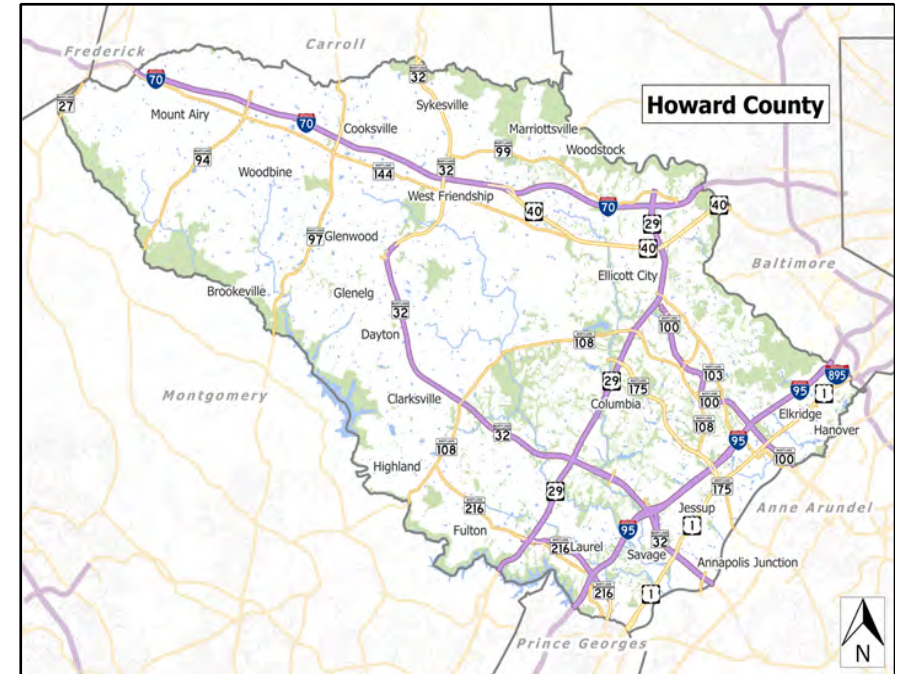 Carroll
Frederick
70
32
27
Howard County
Mount Airy
Sykesville
70
Cooksville
Marriottsville
99
Woodstock
94
144
32
Woodbine
West Friendship
70
40
40
29
97
Glenwood
40
Ellicott City
Baltimore
Brookeville
Glenelg
32
100
Dayton
108
103
895
29
175
95
1
Montgomery
Clarksville
Columbia
100
Elkridge
108
Hanover
32
95
108
100
Highland
29
175
216
Jessup
Anne Arundel
Fulton
95
1
216
Laurel
Savage
32
Annapolis Junction
216
1
Prince Georges
N